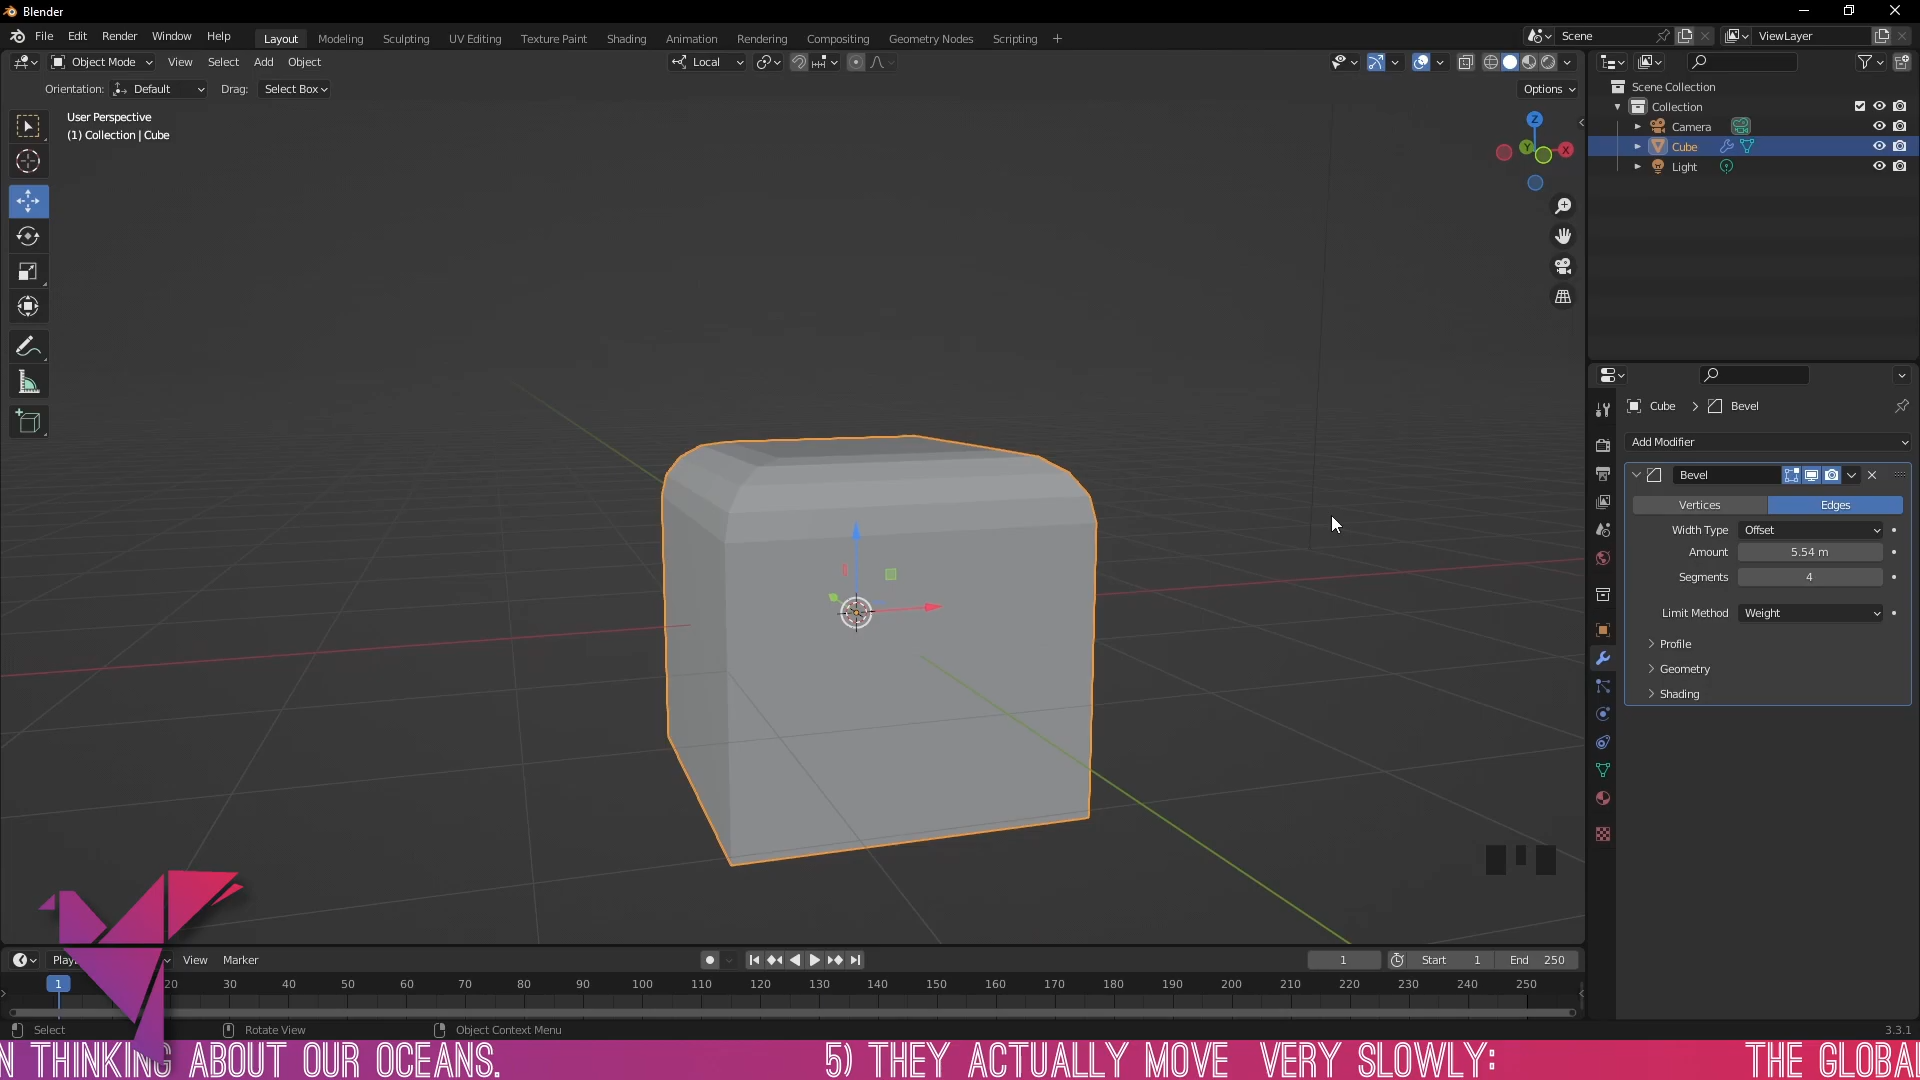 Blender
File Edit Render Window Help
Layout Modeling Sculpting UV Editing Texture Paint Shading Animation Rendering Compositing Geometry Nodes Scripting +
Scene
ViewLayer
Object Mode View Select Add Object
Local
Orientation: Default Drag: Select Box
Options
User Perspective
(1) Collection | Cube
Z
Y
X
Scene Collection
Collection
Camera
Cube
Light
Cube > Bevel
Add Modifier
Bevel
Vertices Edges
Width Type Offset
Amount 5.54 m
Segments 4
Limit Method Weight
Profile
Geometry
Shading
View Marker
1
Start 1 End 250
1 20 30 40 50 60 70 80 90 100 110 120 130 140 150 160 170 180 190 200 210 220 230 240 250
Select Rotate View Object Context Menu
3.3.1
N THINKING ABOUT OUR OCEANS. 5) THEY ACTUALLY MOVE VERY SLOWLY: THE GLOBAL